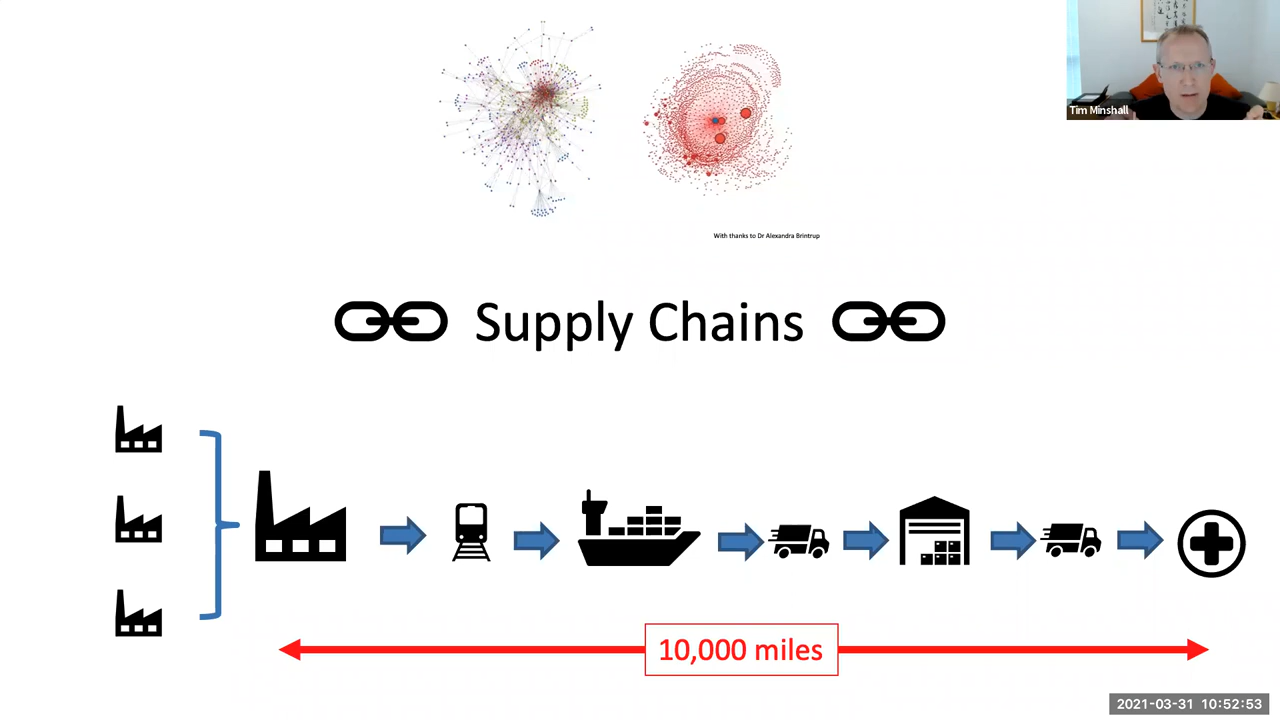 Tim Minshall
With thanks to Dr Alexandra Brintrup
Supply Chains
10,000 miles
2021-03-31 10:52:53